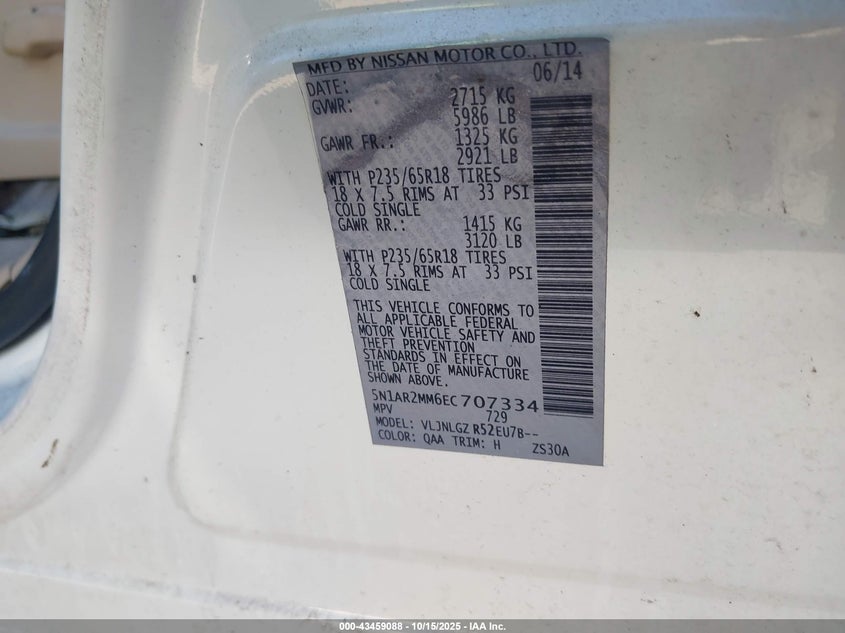 MFD BY NISSAN MOTOR CO., LTD.
DATE: 06/14
GVWR: 2715 KG
5986 LB
GAWR FR.: 1325 KG
2921 LB
WITH P235/65R18 TIRES
18 X 7.5 RIMS AT 33 PSI
COLD SINGLE
GAWR RR.: 1415 KG
3120 LB
WITH P235/65R18 TIRES
18 X 7.5 RIMS AT 33 PSI
COLD SINGLE
THIS VEHICLE CONFORMS TO
ALL APPLICABLE FEDERAL
MOTOR VEHICLE SAFETY AND
THEFT PREVENTION
STANDARDS IN EFFECT ON
THE DATE OF MANUFACTURE
SHOWN ABOVE.
5N1AR2MM6EC707334
MPV 729
MODEL: VLJNLGZ R52EU7B--
COLOR: QAA TRIM: H ZS30A
000-43459088 - 10/15/2025 - IAA Inc.